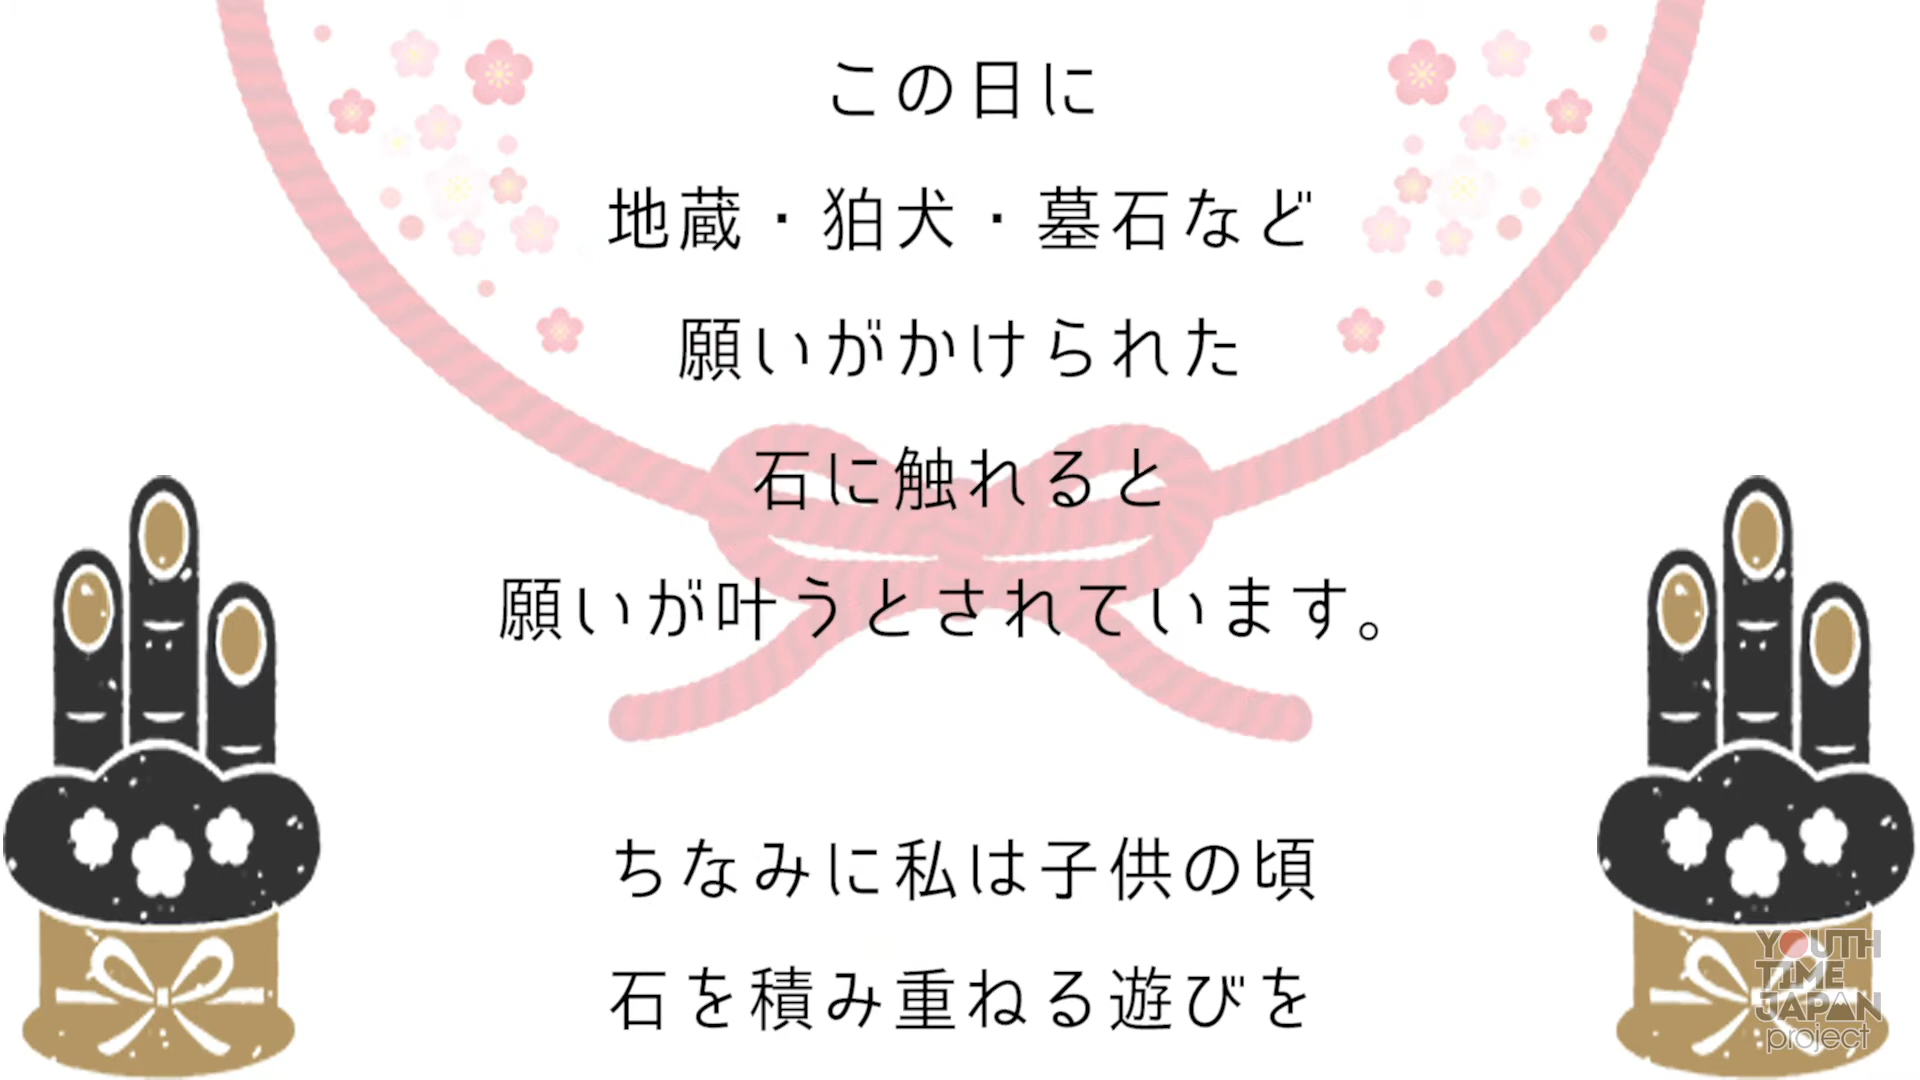 この日に
地蔵・狛犬・墓石など
願いがかけられた
石に触れると
願いが叶うとされています。
ちなみに私は子供の頃
石を積み重ねる遊びを
YOUTH
TIME
JAPAN
project